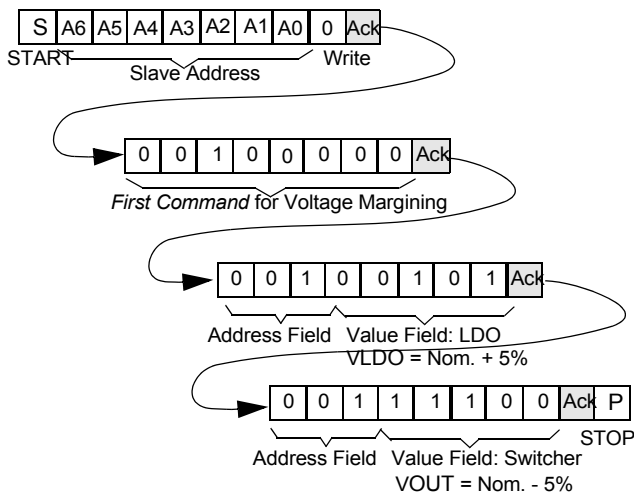 S A6 A5 A4 A3 A2 A1 A0 0 Ack
START Slave Address Write
0 0 1 0 0 0 0 0 Ack
First Command for Voltage Margining
0 0 1 0 0 1 0 1 Ack
Address Field Value Field: LDO
VLDO = Nom. + 5%
0 0 1 1 1 1 0 0 Ack P
STOP
Address Field Value Field: Switcher
VOUT = Nom. - 5%